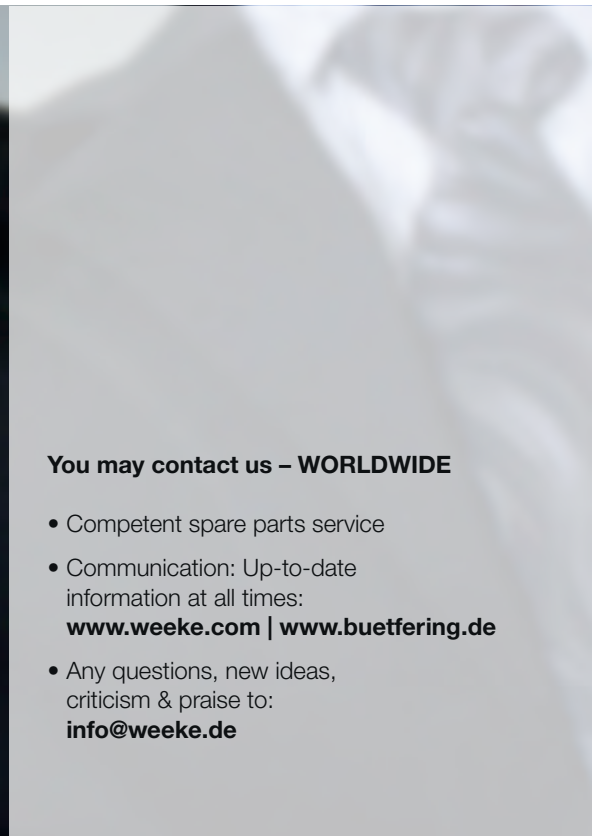 You may contact us – WORLDWIDE
• Competent spare parts service
• Communication: Up-to-date
information at all times:
www.weeke.com | www.buetfering.de
• Any questions, new ideas,
criticism & praise to:
info@weeke.de